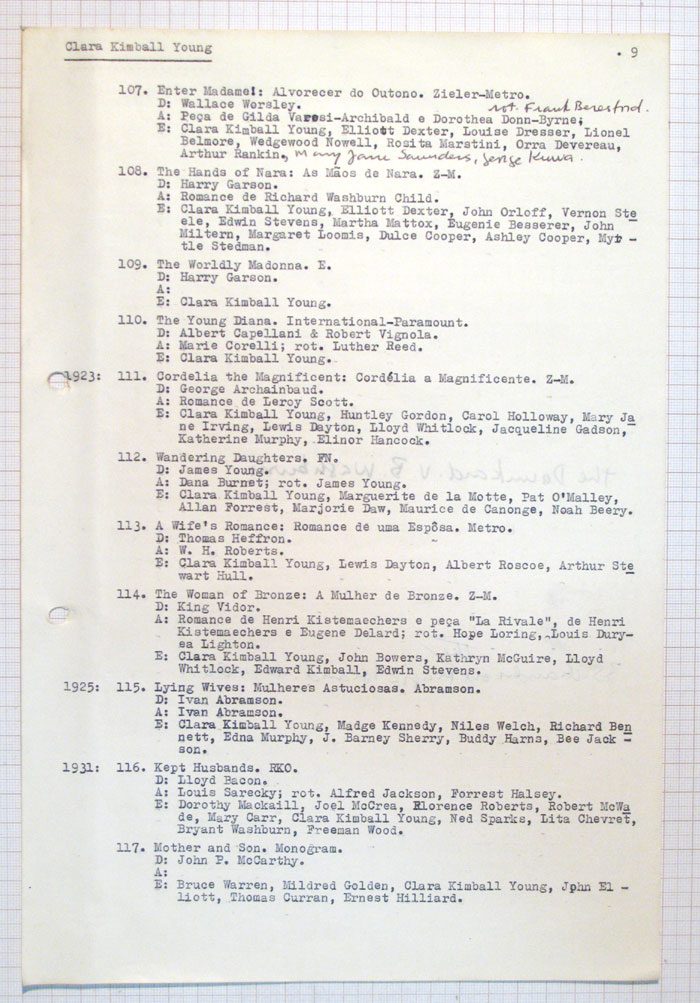 Clara Kimball Young
. 9
107. Enter Madame!: Alvorecer do Outono. Zieler-Metro.
D: Wallace Worsley. rot. Frank Beresford.
A: Peça de Gilda Varesi-Archibald e Dorothea Donn-Byrne;
E: Clara Kimball Young, Elliott Dexter, Louise Dresser, Lionel
Belmore, Wedgewood Nowell, Rosita Marstini, Orra Devereau,
Arthur Rankin, Mary Jane Saunders, George Kuwa.
108. The Hands of Nara: As Mãos de Nara. Z-M.
D: Harry Garson.
A: Romance de Richard Washburn Child.
E: Clara Kimball Young, Elliott Dexter, John Orloff, Vernon Ste
ele, Edwin Stevens, Martha Mattox, Eugenie Besserer, John
Miltern, Margaret Loomis, Dulce Cooper, Ashley Cooper, Myr -
tle Stedman.
109. The Worldly Madonna. E.
D: Harry Garson.
A:
E: Clara Kimball Young.
110. The Young Diana. International-Paramount.
D: Albert Capellani & Robert Vignola.
A: Marie Corelli; rot. Luther Reed.
E: Clara Kimball Young.
1923: 111. Cordelia the Magnificent: Cordélia a Magnificente. Z-M.
D: George Archainbaud.
A: Romance de Leroy Scott.
E: Clara Kimball Young, Huntley Gordon, Carol Holloway, Mary Ja
ne Irving, Lewis Dayton, Lloyd Whitlock, Jacqueline Gadson,
Katherine Murphy, Elinor Hancock.
112. Wandering Daughters. FN.
D: James Young.
A: Dana Burnet; rot. James Young.
E: Clara Kimball Young, Marguerite de la Motte, Pat O'Malley,
Allan Forrest, Marjorie Daw, Maurice de Canonge, Noah Beery.
113. A Wife's Romance: Romance de uma Espôsa. Metro.
D: Thomas Heffron.
A: W. H. Roberts.
E: Clara Kimball Young, Lewis Dayton, Albert Roscoe, Arthur Ste
wart Hull.
114. The Woman of Bronze: A Mulher de Bronze. Z-M.
D: King Vidor.
A: Romance de Henri Kistemaechers e peça "La Rivale", de Henri
Kistemaechers e Eugene Delard; rot. Hope Loring, Louis Dury-
ea Lighton.
E: Clara Kimball Young, John Bowers, Kathryn McGuire, Lloyd
Whitlock, Edward Kimball, Edwin Stevens.
1925: 115. Lying Wives: Mulheres Astuciosas. Abramson.
D: Ivan Abramson.
A: Ivan Abramson.
E: Clara Kimball Young, Madge Kennedy, Niles Welch, Richard Ben
nett, Edna Murphy, J. Barney Sherry, Buddy Harns, Bee Jack -
son.
1931: 116. Kept Husbands. RKO.
D: Lloyd Bacon.
A: Louis Sarecky; rot. Alfred Jackson, Forrest Halsey.
E: Dorothy Mackaill, Joel McCrea, Florence Roberts, Robert McWa
de, Mary Carr, Clara Kimball Young, Ned Sparks, Lita Chevret,
Bryant Washburn, Freeman Wood.
117. Mother and Son. Monogram.
D: John P. McCarthy.
A:
E: Bruce Warren, Mildred Golden, Clara Kimball Young, John El -
liott, Thomas Curran, Ernest Hilliard.